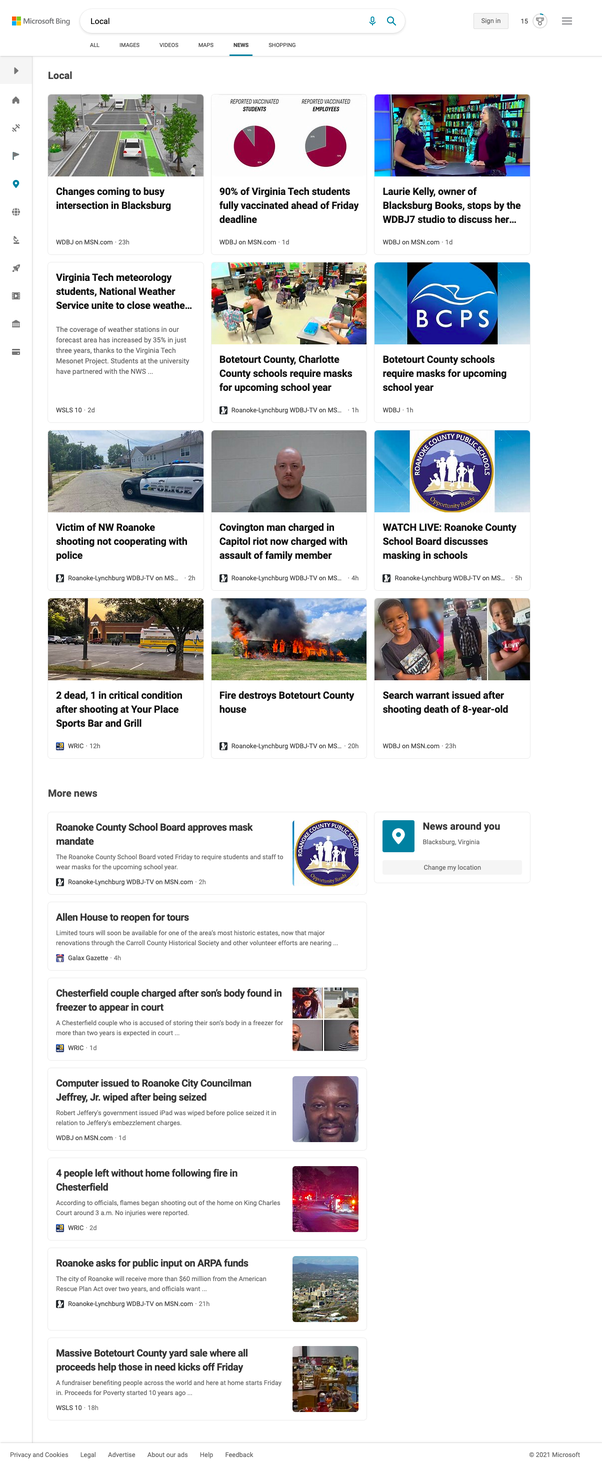 Microsoft Bing
Local
Sign in
15
ALL IMAGES VIDEOS MAPS NEWS SHOPPING
Local
Changes coming to busy
intersection in Blacksburg
WDBJ on MSN.com · 23h
REPORTED VACCINATED
STUDENTS
REPORTED VACCINATED
EMPLOYEES
90% of Virginia Tech students
fully vaccinated ahead of Friday
deadline
WDBJ on MSN.com · 1d
Laurie Kelly, owner of
Blacksburg Books, stops by the
WDBJ7 studio to discuss her...
WDBJ on MSN.com · 1d
Virginia Tech meteorology
students, National Weather
Service unite to close weathe...
The coverage of weather stations in our
forecast area has increased by 35% in just
three years, thanks to the Virginia Tech
Mesonet Project. Students at the university
have partnered with the NWS ...
WSLS 10 · 2d
Botetourt County, Charlotte
County schools require masks
for upcoming school year
Roanoke-Lynchburg WDBJ-TV on MS... · 1h
BCPS
Botetourt County schools
require masks for upcoming
school year
WDBJ · 1h
POLICE
Victim of NW Roanoke
shooting not cooperating with
police
Roanoke-Lynchburg WDBJ-TV on MS... · 2h
Covington man charged in
Capitol riot now charged with
assault of family member
Roanoke-Lynchburg WDBJ-TV on MS... · 4h
ROANOKE COUNTY PUBLIC SCHOOLS
Opportunity Ready
WATCH LIVE: Roanoke County
School Board discusses
masking in schools
Roanoke-Lynchburg WDBJ-TV on MS... · 5h
2 dead, 1 in critical condition
after shooting at Your Place
Sports Bar and Grill
WRIC · 12h
Fire destroys Botetourt County
house
Roanoke-Lynchburg WDBJ-TV on MS... · 20h
Search warrant issued after
shooting death of 8-year-old
WDBJ on MSN.com · 23h
More news
Roanoke County School Board approves mask
mandate
The Roanoke County School Board voted Friday to require students and staff to
wear masks for the upcoming school year.
Roanoke-Lynchburg WDBJ-TV on MSN.com · 2h
ROANOKE COUNTY PUBLIC SCHOOLS
Opportunity Ready
News around you
Blacksburg, Virginia
Change my location
Allen House to reopen for tours
Limited tours will soon be available for one of the area's most historic estates, now that major
renovations through the Carroll County Historical Society and other volunteer efforts are nearing ...
Galax Gazette · 4h
Chesterfield couple charged after son's body found in
freezer to appear in court
A Chesterfield couple who is accused of storing their son's body in a freezer for
more than two years is expected in court ...
WRIC · 1d
Computer issued to Roanoke City Councilman
Jeffrey, Jr. wiped after being seized
Robert Jeffery's government issued iPad was wiped before police seized it in
relation to Jeffery's embezzlement charges.
WDBJ on MSN.com · 1d
4 people left without home following fire in
Chesterfield
According to officials, flames began shooting out of the home on King Charles
Court around 3 a.m. No injuries were reported.
WRIC · 2d
Roanoke asks for public input on ARPA funds
The city of Roanoke will receive more than $60 million from the American
Rescue Plan Act over two years, and officials want ...
Roanoke-Lynchburg WDBJ-TV on MSN.com · 21h
Massive Botetourt County yard sale where all
proceeds help those in need kicks off Friday
A fundraiser benefiting people across the world and here at home starts Friday
in. Proceeds for Poverty started 10 years ago ...
WSLS 10 · 18h
Privacy and Cookies Legal Advertise About our ads Help Feedback
© 2021 Microsoft